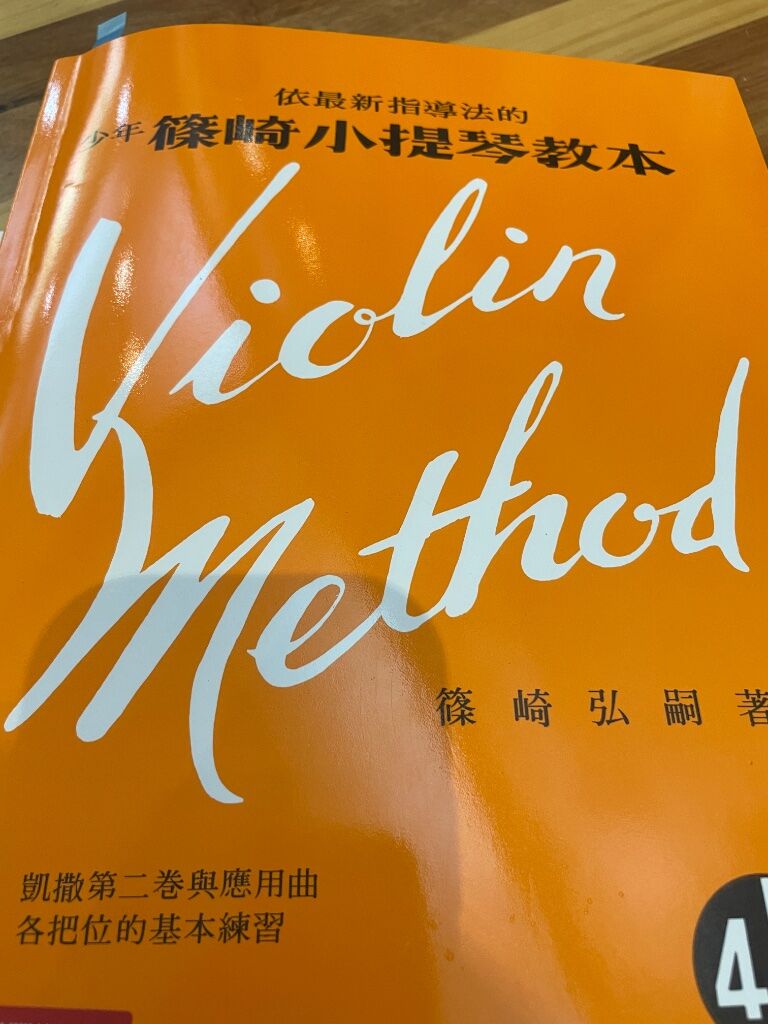 依最新指導法的
少年 篠崎小提琴教本
Violin
Method
篠崎弘嗣著
凱撒第二巻與應用曲
各把位的基本練習
4